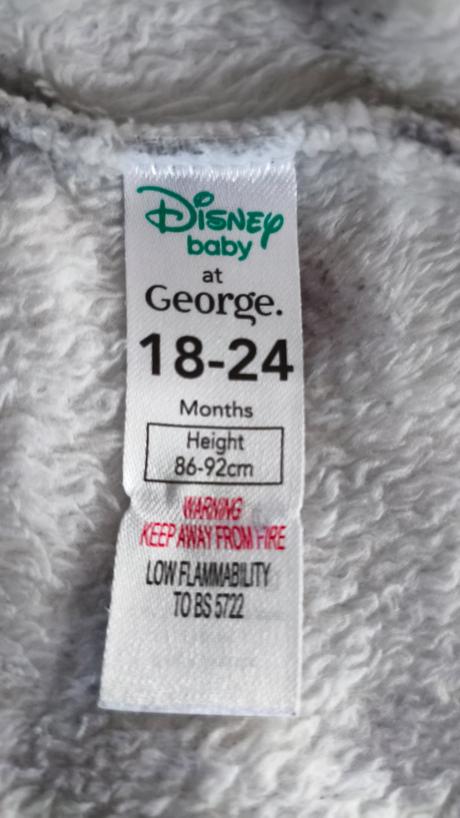 Disney
baby
at
George.
18-24
Months
Height
86-92cm
WARNING
KEEP AWAY FROM FIRE
LOW FLAMMABILITY
TO BS 5722